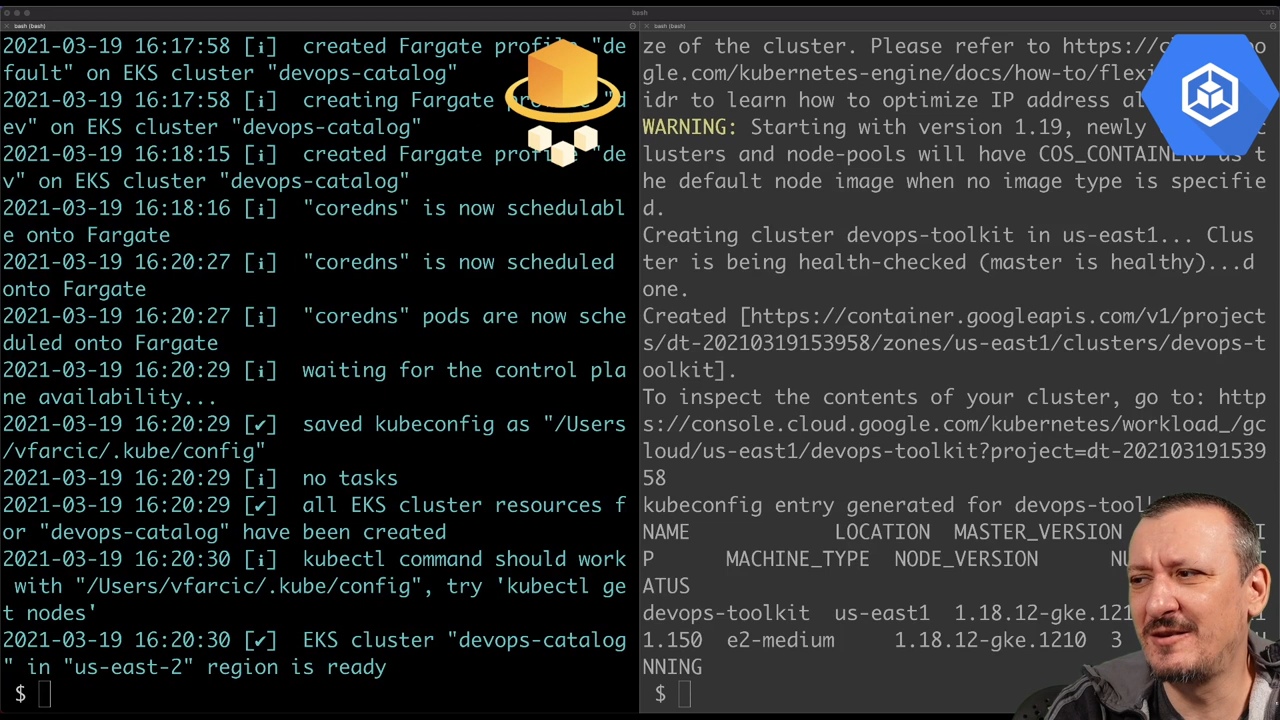 bash
⌥⌘1
bash (bash)
bash (bash)
2021-03-19 16:17:58 [ℹ]  created Fargate profile "de
fault" on EKS cluster "devops-catalog"
2021-03-19 16:17:58 [ℹ]  creating Fargate profile "d
ev" on EKS cluster "devops-catalog"
2021-03-19 16:18:15 [ℹ]  created Fargate profile "de
v" on EKS cluster "devops-catalog"
2021-03-19 16:18:16 [ℹ]  "coredns" is now schedulabl
e onto Fargate
2021-03-19 16:20:27 [ℹ]  "coredns" is now scheduled
onto Fargate
2021-03-19 16:20:27 [ℹ]  "coredns" pods are now sche
duled onto Fargate
2021-03-19 16:20:29 [ℹ]  waiting for the control pla
ne availability...
2021-03-19 16:20:29 [✔]  saved kubeconfig as "/Users
/vfarcic/.kube/config"
2021-03-19 16:20:29 [ℹ]  no tasks
2021-03-19 16:20:29 [✔]  all EKS cluster resources f
or "devops-catalog" have been created
2021-03-19 16:20:30 [ℹ]  kubectl command should work
with "/Users/vfarcic/.kube/config", try 'kubectl ge
t nodes'
2021-03-19 16:20:30 [✔]  EKS cluster "devops-catalog
" in "us-east-2" region is ready
$
ze of the cluster. Please refer to https://cl oo
gle.com/kubernetes-engine/docs/how-to/flexi
idr to learn how to optimize IP address al
WARNING: Starting with version 1.19, newly c
lusters and node-pools will have COS_CONTAINERD as t
he default node image when no image type is specifie
d.
Creating cluster devops-toolkit in us-east1... Clus
ter is being health-checked (master is healthy)...d
one.
Created [https://container.googleapis.com/v1/project
s/dt-20210319153958/zones/us-east1/clusters/devops-t
oolkit].
To inspect the contents of your cluster, go to: http
s://console.cloud.google.com/kubernetes/workload_/gc
loud/us-east1/devops-toolkit?project=dt-202103191539
58
kubeconfig entry generated for devops-toolki
NAME            LOCATION  MASTER_VERSION
P      MACHINE_TYPE  NODE_VERSION      NU
ATUS
devops-toolkit  us-east1  1.18.12-gke.121
1.150  e2-medium     1.18.12-gke.1210  3
NNING
$